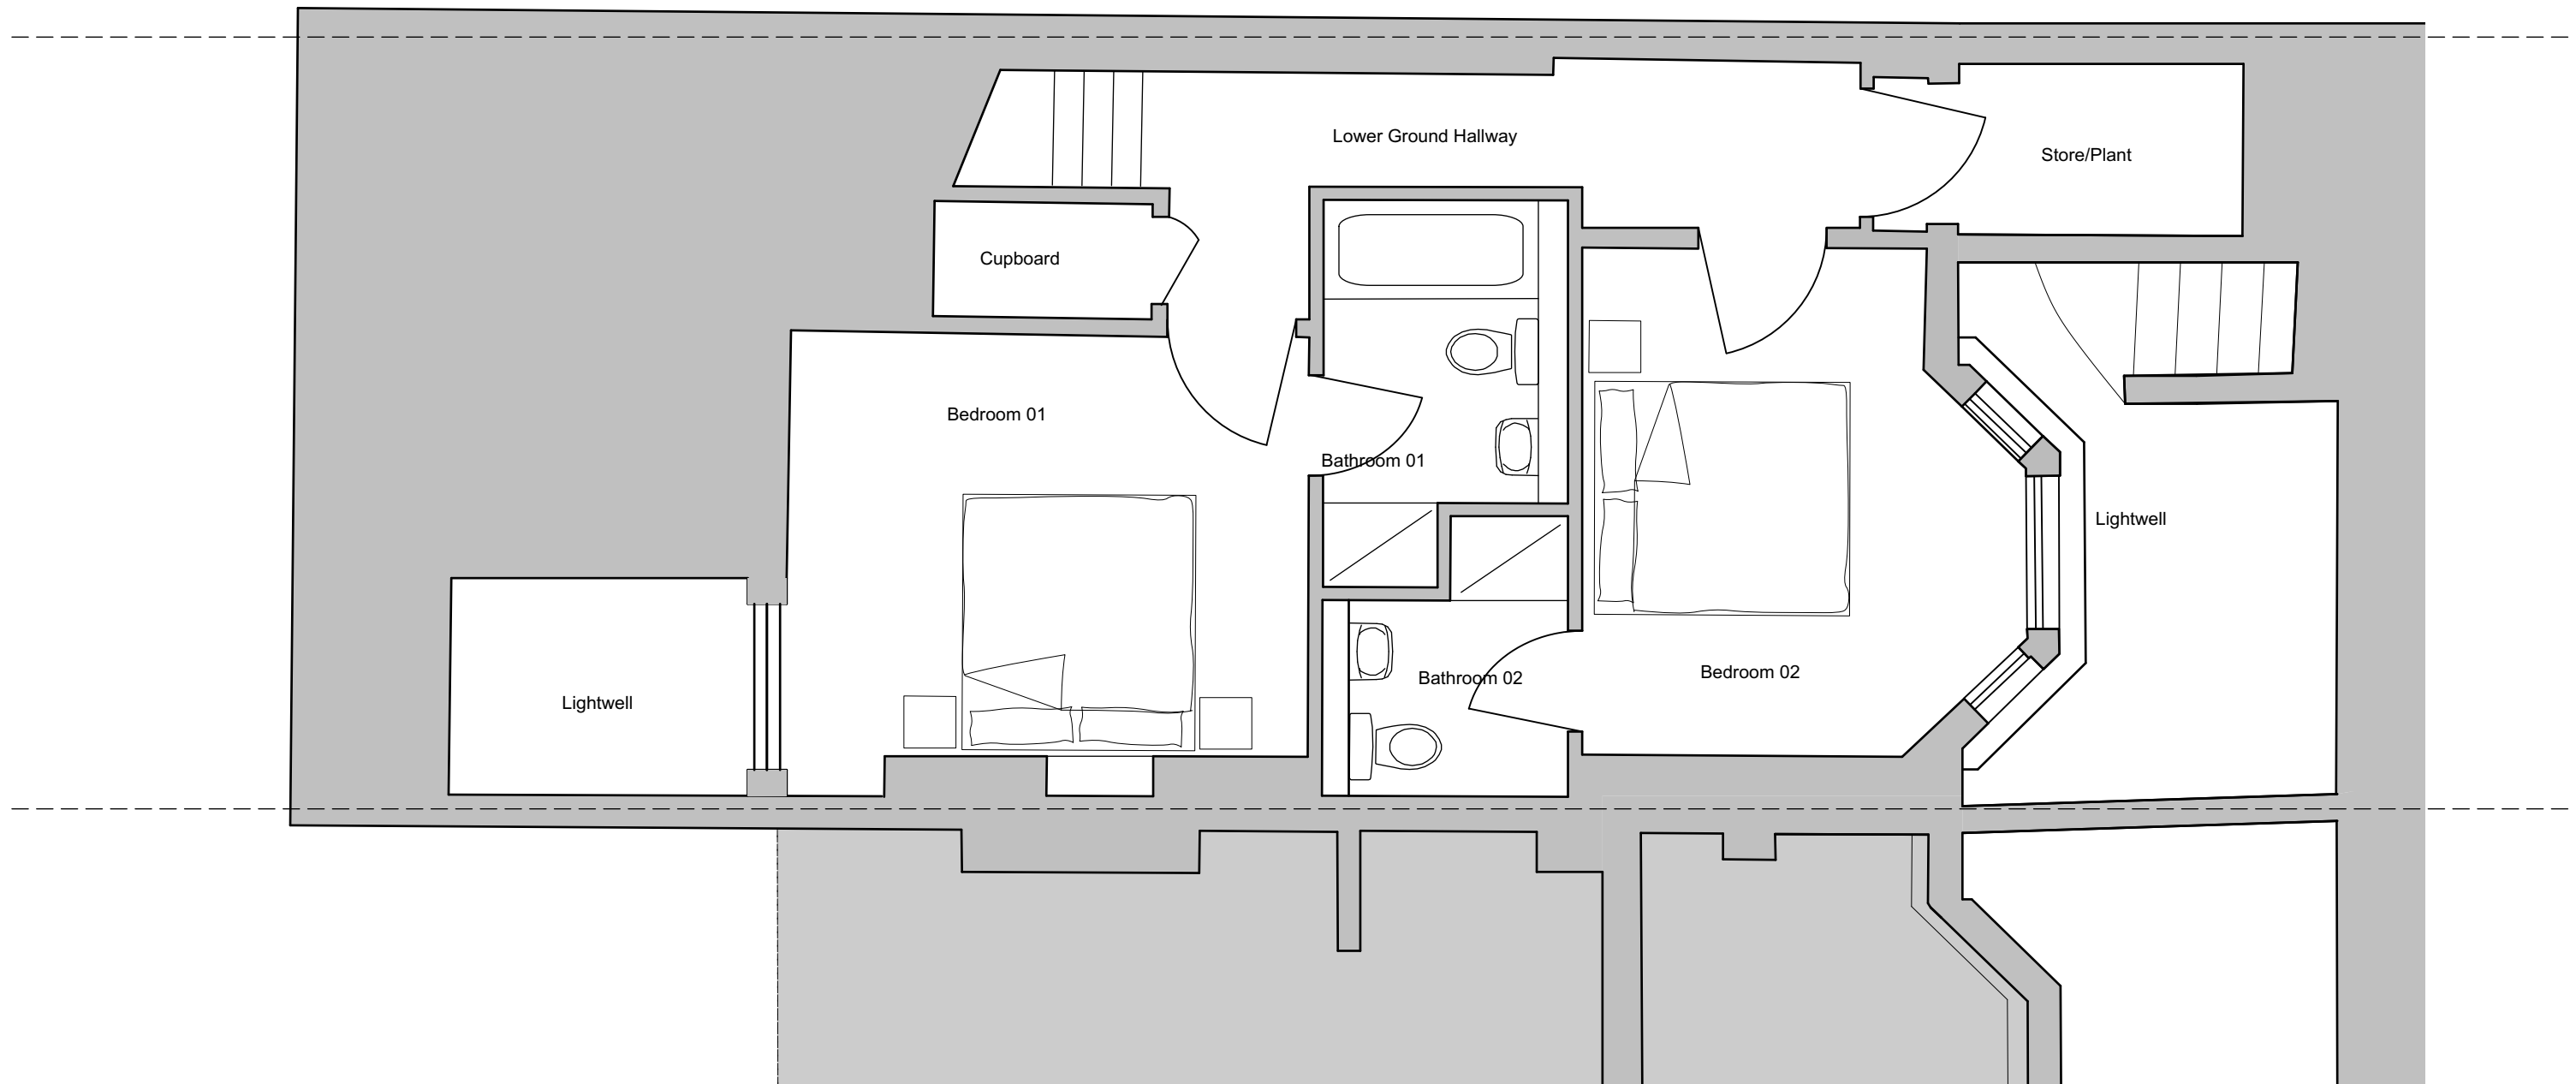 Lower Ground Hallway
Store/Plant
Cupboard
Bedroom 01
Bathroom 01
Lightwell
Bedroom 02
Bathroom 02
Lightwell